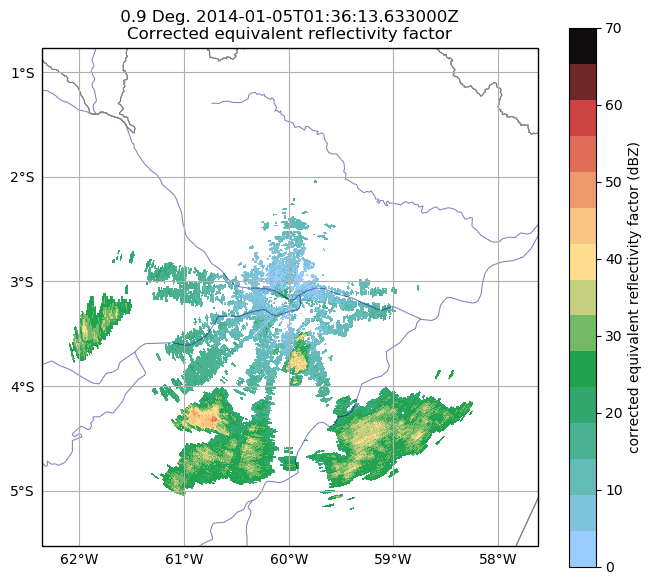 0.9 Deg. 2014-01-05T01:36:13.633000Z
Corrected equivalent reflectivity factor
1°S
2°S
3°S
4°S
5°S
62°W
61°W
60°W
59°W
58°W
70
60
50
40
30
20
10
0
corrected equivalent reflectivity factor (dBZ)